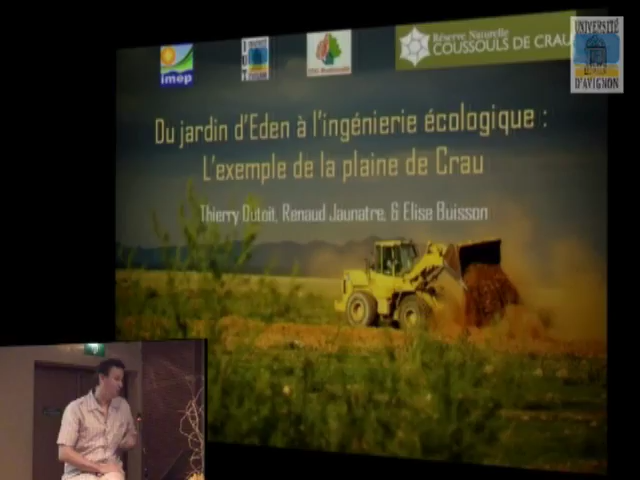 imep
Réserve Naturelle
COUSSOULS DE CRAU
UNIVERSITÉ
D'AVIGNON
Du jardin d'Eden à l'ingénierie écologique :
L'exemple de la plaine de Crau
Thierry Dutoit, Renaud Jaunatre, & Elise Buisson